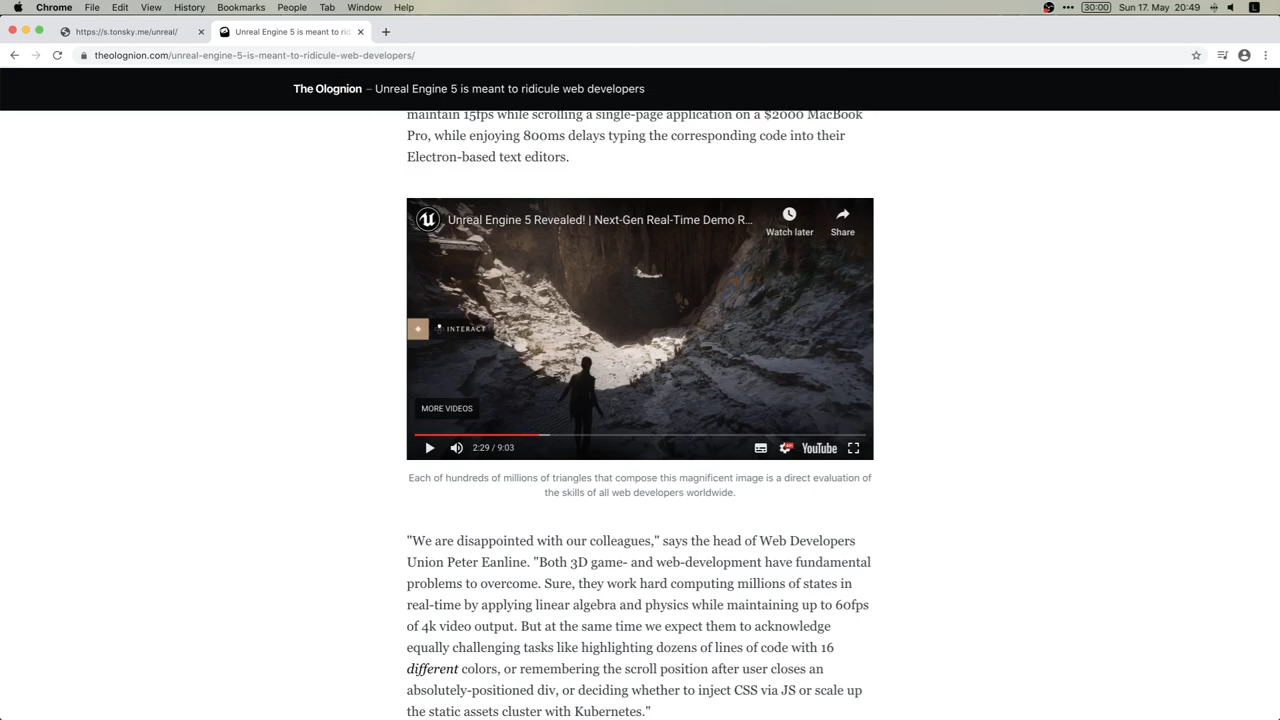 Chrome File Edit View History Bookmarks People Tab Window Help 30:00 Sun 17. May 20:49 L
https://s.tonsky.me/unreal/ Unreal Engine 5 is meant to ric
theolognion.com/unreal-engine-5-is-meant-to-ridicule-web-developers/
The Olognion – Unreal Engine 5 is meant to ridicule web developers
maintain 15fps while scrolling a single-page application on a $2000 MacBook
Pro, while enjoying 800ms delays typing the corresponding code into their
Electron-based text editors.
Unreal Engine 5 Revealed! | Next-Gen Real-Time Demo R...
Watch later Share
INTERACT
MORE VIDEOS
2:29 / 9:03 YouTube
Each of hundreds of millions of triangles that compose this magnificent image is a direct evaluation of
the skills of all web developers worldwide.
"We are disappointed with our colleagues," says the head of Web Developers
Union Peter Eanline. "Both 3D game- and web-development have fundamental
problems to overcome. Sure, they work hard computing millions of states in
real-time by applying linear algebra and physics while maintaining up to 60fps
of 4k video output. But at the same time we expect them to acknowledge
equally challenging tasks like highlighting dozens of lines of code with 16
different colors, or remembering the scroll position after user closes an
absolutely-positioned div, or deciding whether to inject CSS via JS or scale up
the static assets cluster with Kubernetes."